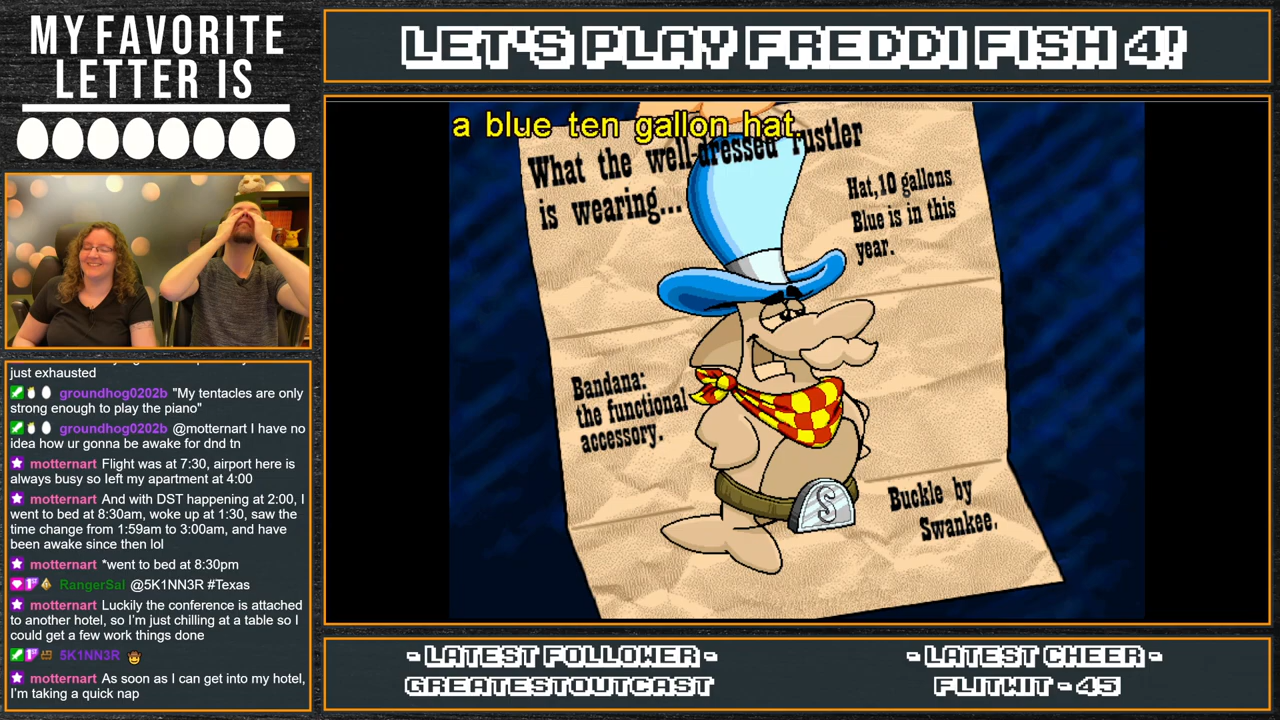 MY FAVORITE
LETTER IS
LET'S PLAY FREDDI FISH 4!
a blue ten gallon hat.
What the well-dressed rustler
is wearing...
Hat,10 gallons
Blue is in this
year.
Bandana:
the functional
accessory.
S
Buckle by
Swankee.
just exhausted
groundhog0202b "My tentacles are only
strong enough to play the piano"
groundhog0202b @motternart I have no
idea how ur gonna be awake for dnd tn
motternart Flight was at 7:30, airport here is
always busy so left my apartment at 4:00
motternart And with DST happening at 2:00, I
went to bed at 8:30am, woke up at 1:30, saw the
time change from 1:59am to 3:00am, and have
been awake since then lol
motternart *went to bed at 8:30pm
RangerSal @5K1NN3R #Texas
motternart Luckily the conference is attached
to another hotel, so I'm just chilling at a table so I
could get a few work things done
5K1NN3R
motternart As soon as I can get into my hotel,
I'm taking a quick nap
- LATEST FOLLOWER -
GREATESTOUTCAST
- LATEST CHEER -
FLITWIT - 45